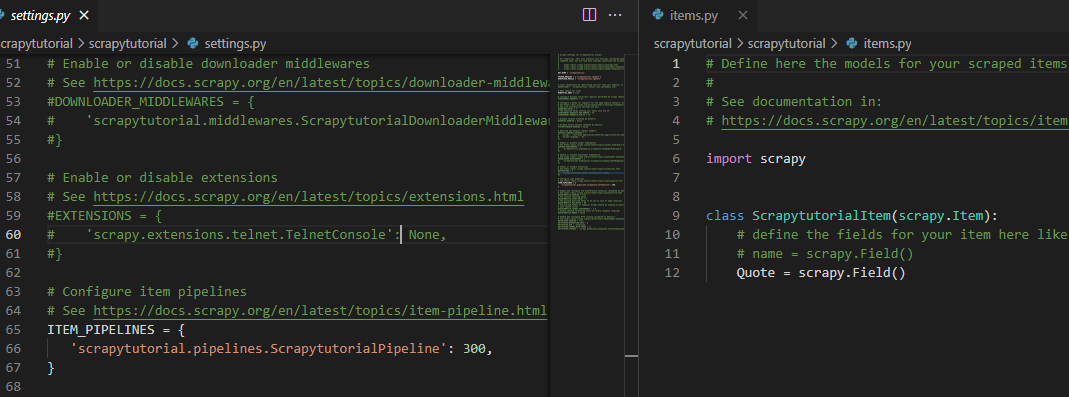 settings.py
scrapytutorial > scrapytutorial > settings.py
51 # Enable or disable downloader middlewares
52 # See https://docs.scrapy.org/en/latest/topics/downloader-middlewa
53 #DOWNLOADER_MIDDLEWARES = {
54 #    'scrapytutorial.middlewares.ScrapytutorialDownloaderMiddlewar
55 #}
56
57 # Enable or disable extensions
58 # See https://docs.scrapy.org/en/latest/topics/extensions.html
59 #EXTENSIONS = {
60 #    'scrapy.extensions.telnet.TelnetConsole': None,
61 #}
62
63 # Configure item pipelines
64 # See https://docs.scrapy.org/en/latest/topics/item-pipeline.html
65 ITEM_PIPELINES = {
66    'scrapytutorial.pipelines.ScrapytutorialPipeline': 300,
67 }
68
items.py
scrapytutorial > scrapytutorial > items.py
1 # Define here the models for your scraped items
2 #
3 # See documentation in:
4 # https://docs.scrapy.org/en/latest/topics/item
5
6 import scrapy
7
8
9 class ScrapytutorialItem(scrapy.Item):
10     # define the fields for your item here like
11     # name = scrapy.Field()
12     Quote = scrapy.Field()